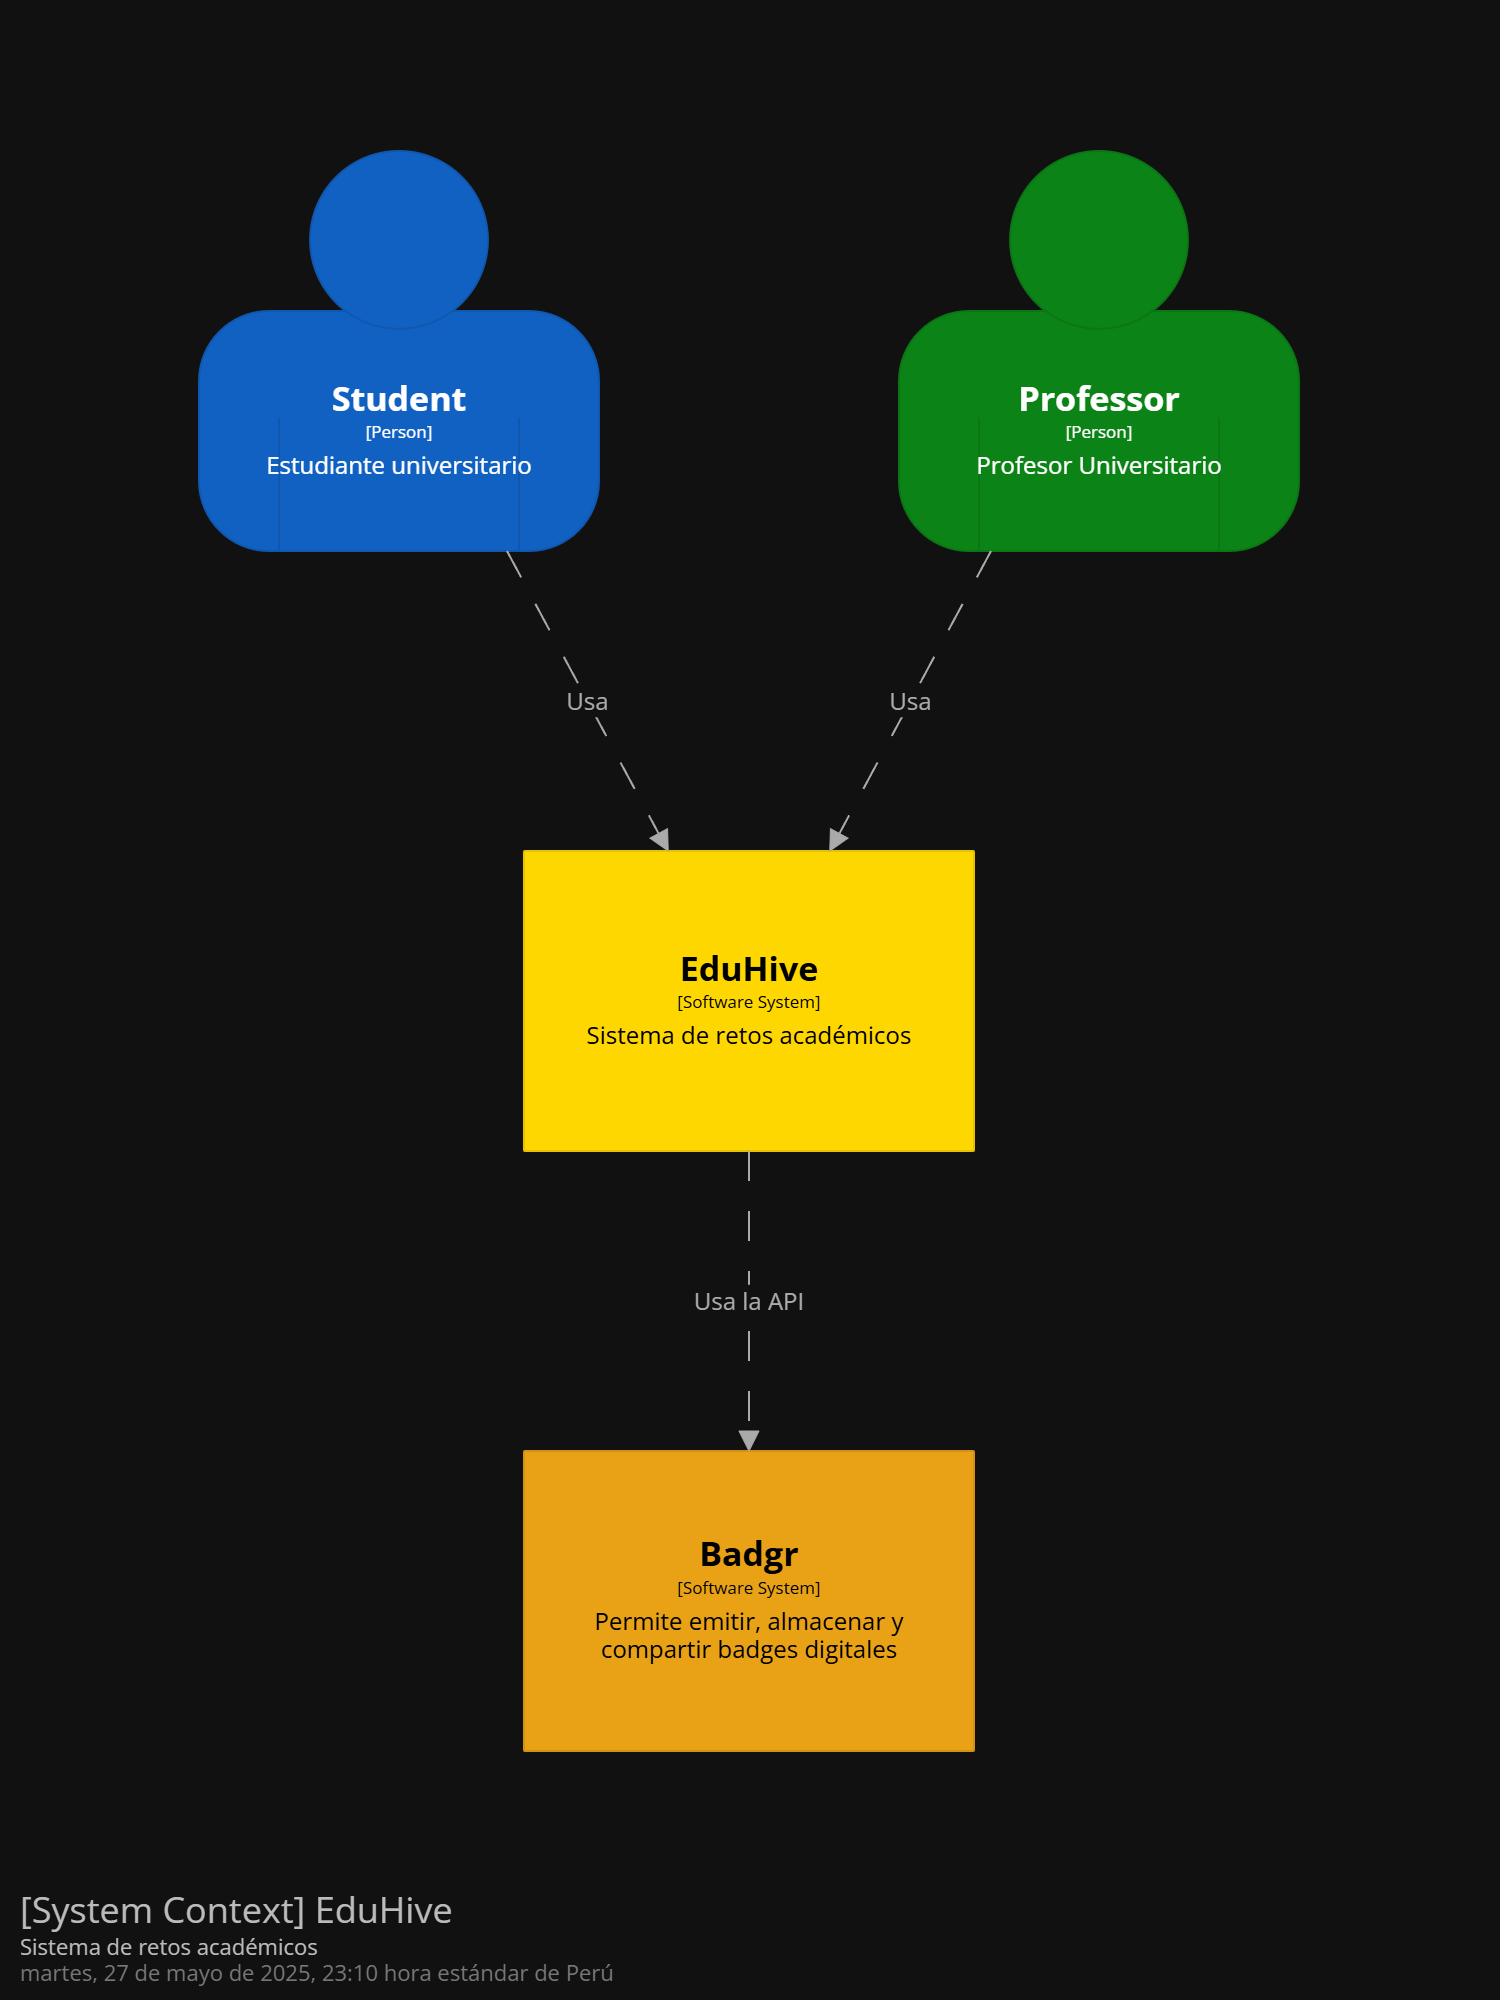 Student
[Person]
Estudiante universitario
Professor
[Person]
Profesor Universitario
Usa
Usa
EduHive
[Software System]
Sistema de retos académicos
Usa la API
Badgr
[Software System]
Permite emitir, almacenar y
compartir badges digitales
[System Context] EduHive
Sistema de retos académicos
martes, 27 de mayo de 2025, 23:10 hora estándar de Perú